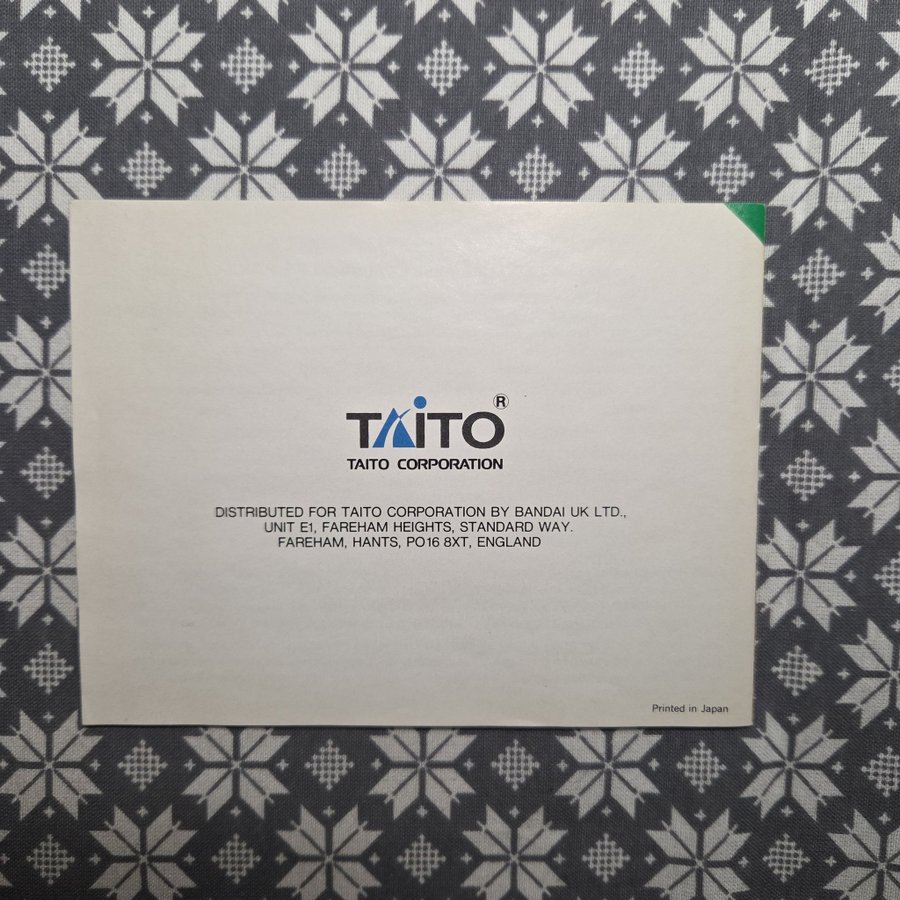 TAITO®
TAITO CORPORATION
DISTRIBUTED FOR TAITO CORPORATION BY BANDAI UK LTD.,
UNIT E1, FAREHAM HEIGHTS, STANDARD WAY.
FAREHAM, HANTS, PO16 8XT, ENGLAND
Printed in Japan